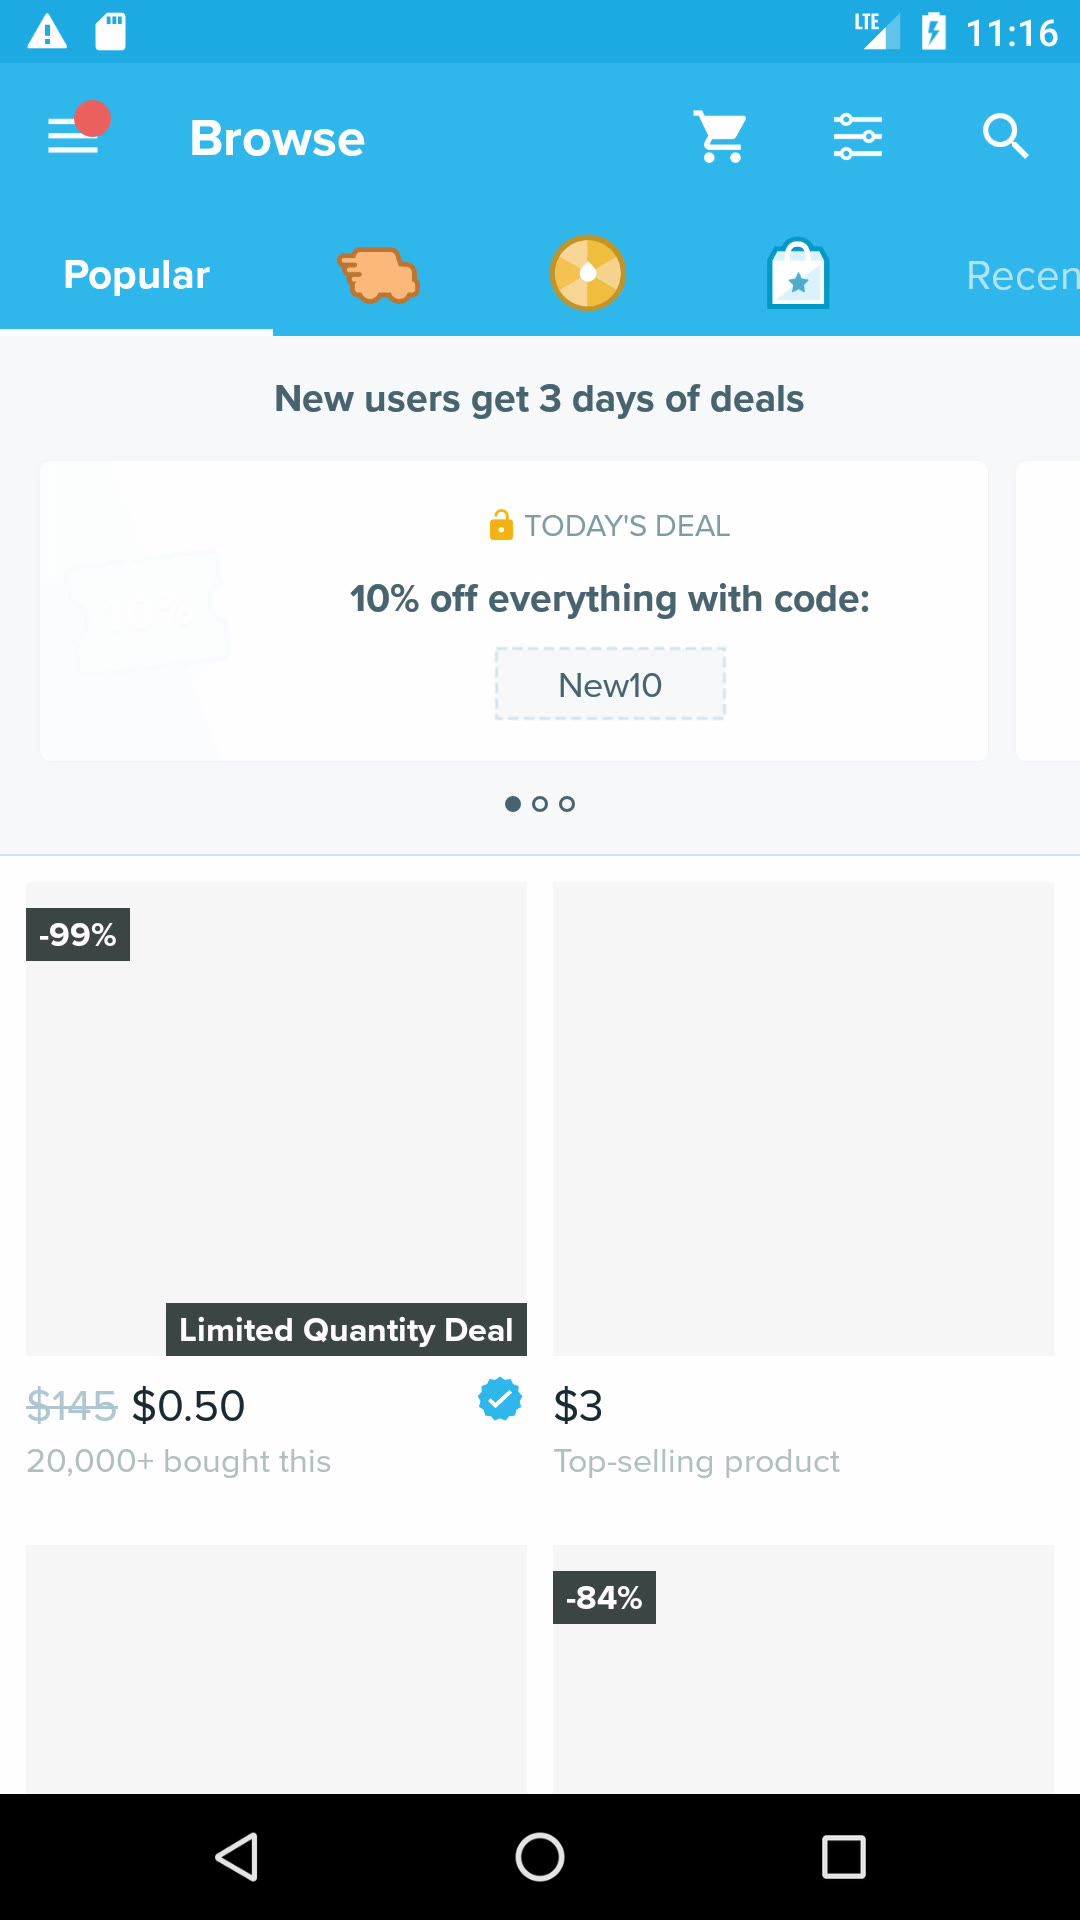 LTE 11:16
Browse
Popular Recen
New users get 3 days of deals
TODAY'S DEAL
10% off everything with code:
New10
-99%
Limited Quantity Deal
$145 $0.50 $3
20,000+ bought this Top-selling product
-84%